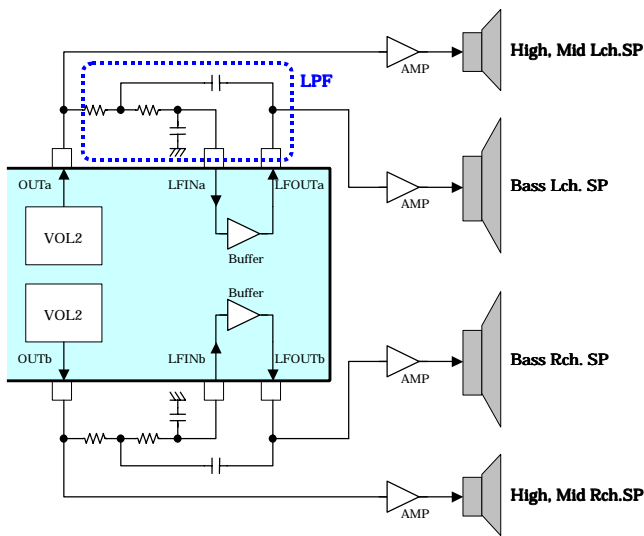 High, Mid Lch.SP
AMP
LPF
OUTa
LFINa
LFOUTa
Bass Lch. SP
AMP
VOL2
Buffer
VOL2
Buffer
OUTb
LFINb
LFOUTb
Bass Rch. SP
AMP
High, Mid Rch.SP
AMP